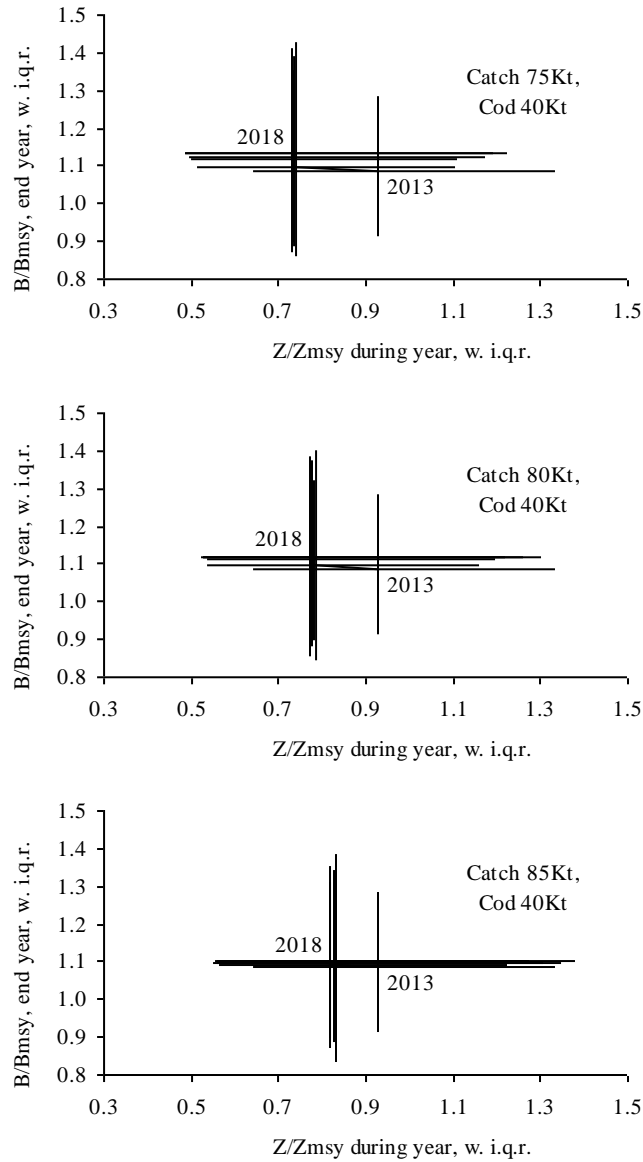 1.5
1.4
1.3
1.2
1.1
1.0
0.9
0.8
B/Bmsy, end year, w. i.q.r.
Catch 75Kt,
Cod 40Kt
2018
2013
0.3 0.5 0.7 0.9 1.1 1.3 1.5
Z/Zmsy during year, w. i.q.r.
1.5
1.4
1.3
1.2
1.1
1.0
0.9
0.8
B/Bmsy, end year, w. i.q.r.
Catch 80Kt,
Cod 40Kt
2018
2013
0.3 0.5 0.7 0.9 1.1 1.3 1.5
Z/Zmsy during year, w. i.q.r.
1.5
1.4
1.3
1.2
1.1
1.0
0.9
0.8
B/Bmsy, end year, w. i.q.r.
Catch 85Kt,
Cod 40Kt
2018
2013
0.3 0.5 0.7 0.9 1.1 1.3 1.5
Z/Zmsy during year, w. i.q.r.